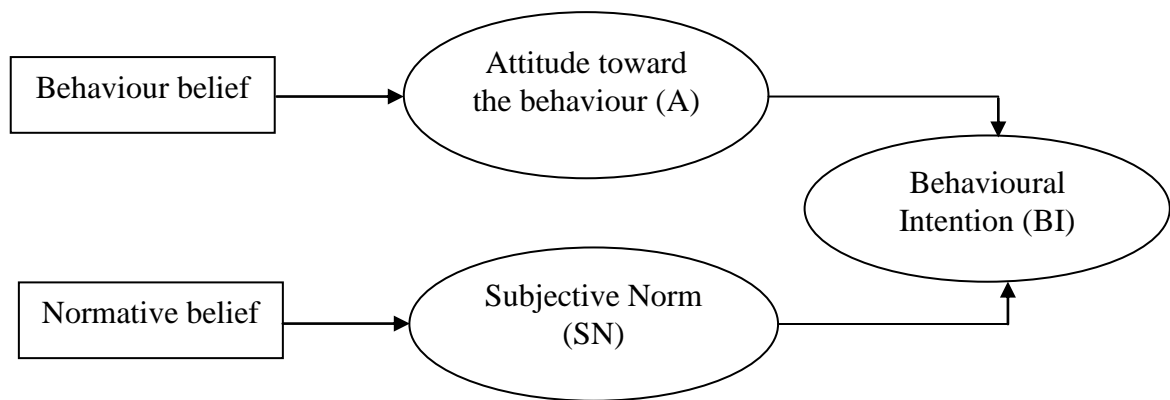 Behaviour belief
Attitude toward
the behaviour (A)
Behavioural
Intention (BI)
Normative belief
Subjective Norm
(SN)